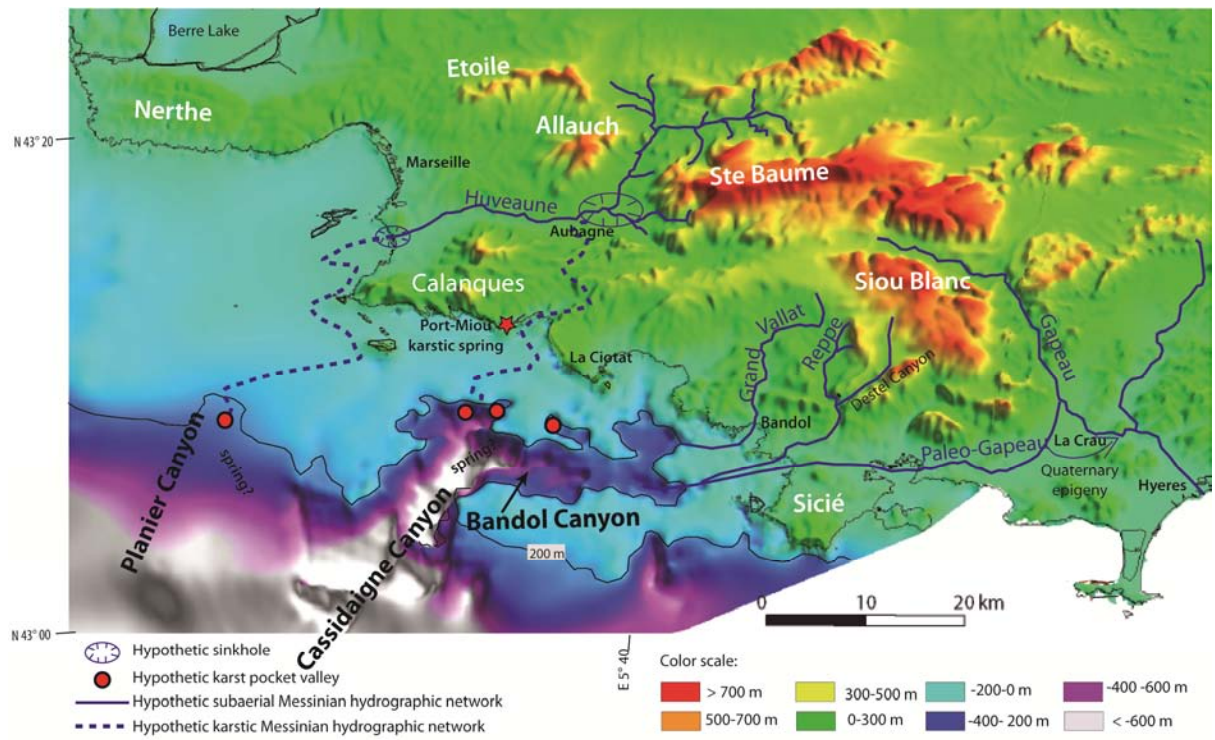 Berre Lake
Etoile
Nerthe
Allauch
N 43° 20
Marseille
Ste Baume
Huveaune
Aubagne
Calanques
Siou Blanc
Port-Miou
karstic spring
Grand Vallat
Reppe
Gapeau
La Ciotat
Destel Canyon
Bandol
Planier Canyon
spring?
Cassidaigne Canyon
spring?
Paleo-Gapeau
La Crau
Quaternary
epigeny
Hyeres
Bandol Canyon
Sicié
200 m
0 10 20 km
N 43° 00
E 5° 40
Hypothetic sinkhole
Hypothetic karst pocket valley
Hypothetic subaerial Messinian hydrographic network
Hypothetic karstic Messinian hydrographic network
Color scale:
> 700 m
300-500 m
-200-0 m
-400 -600 m
500-700 m
0-300 m
-400- 200 m
< -600 m